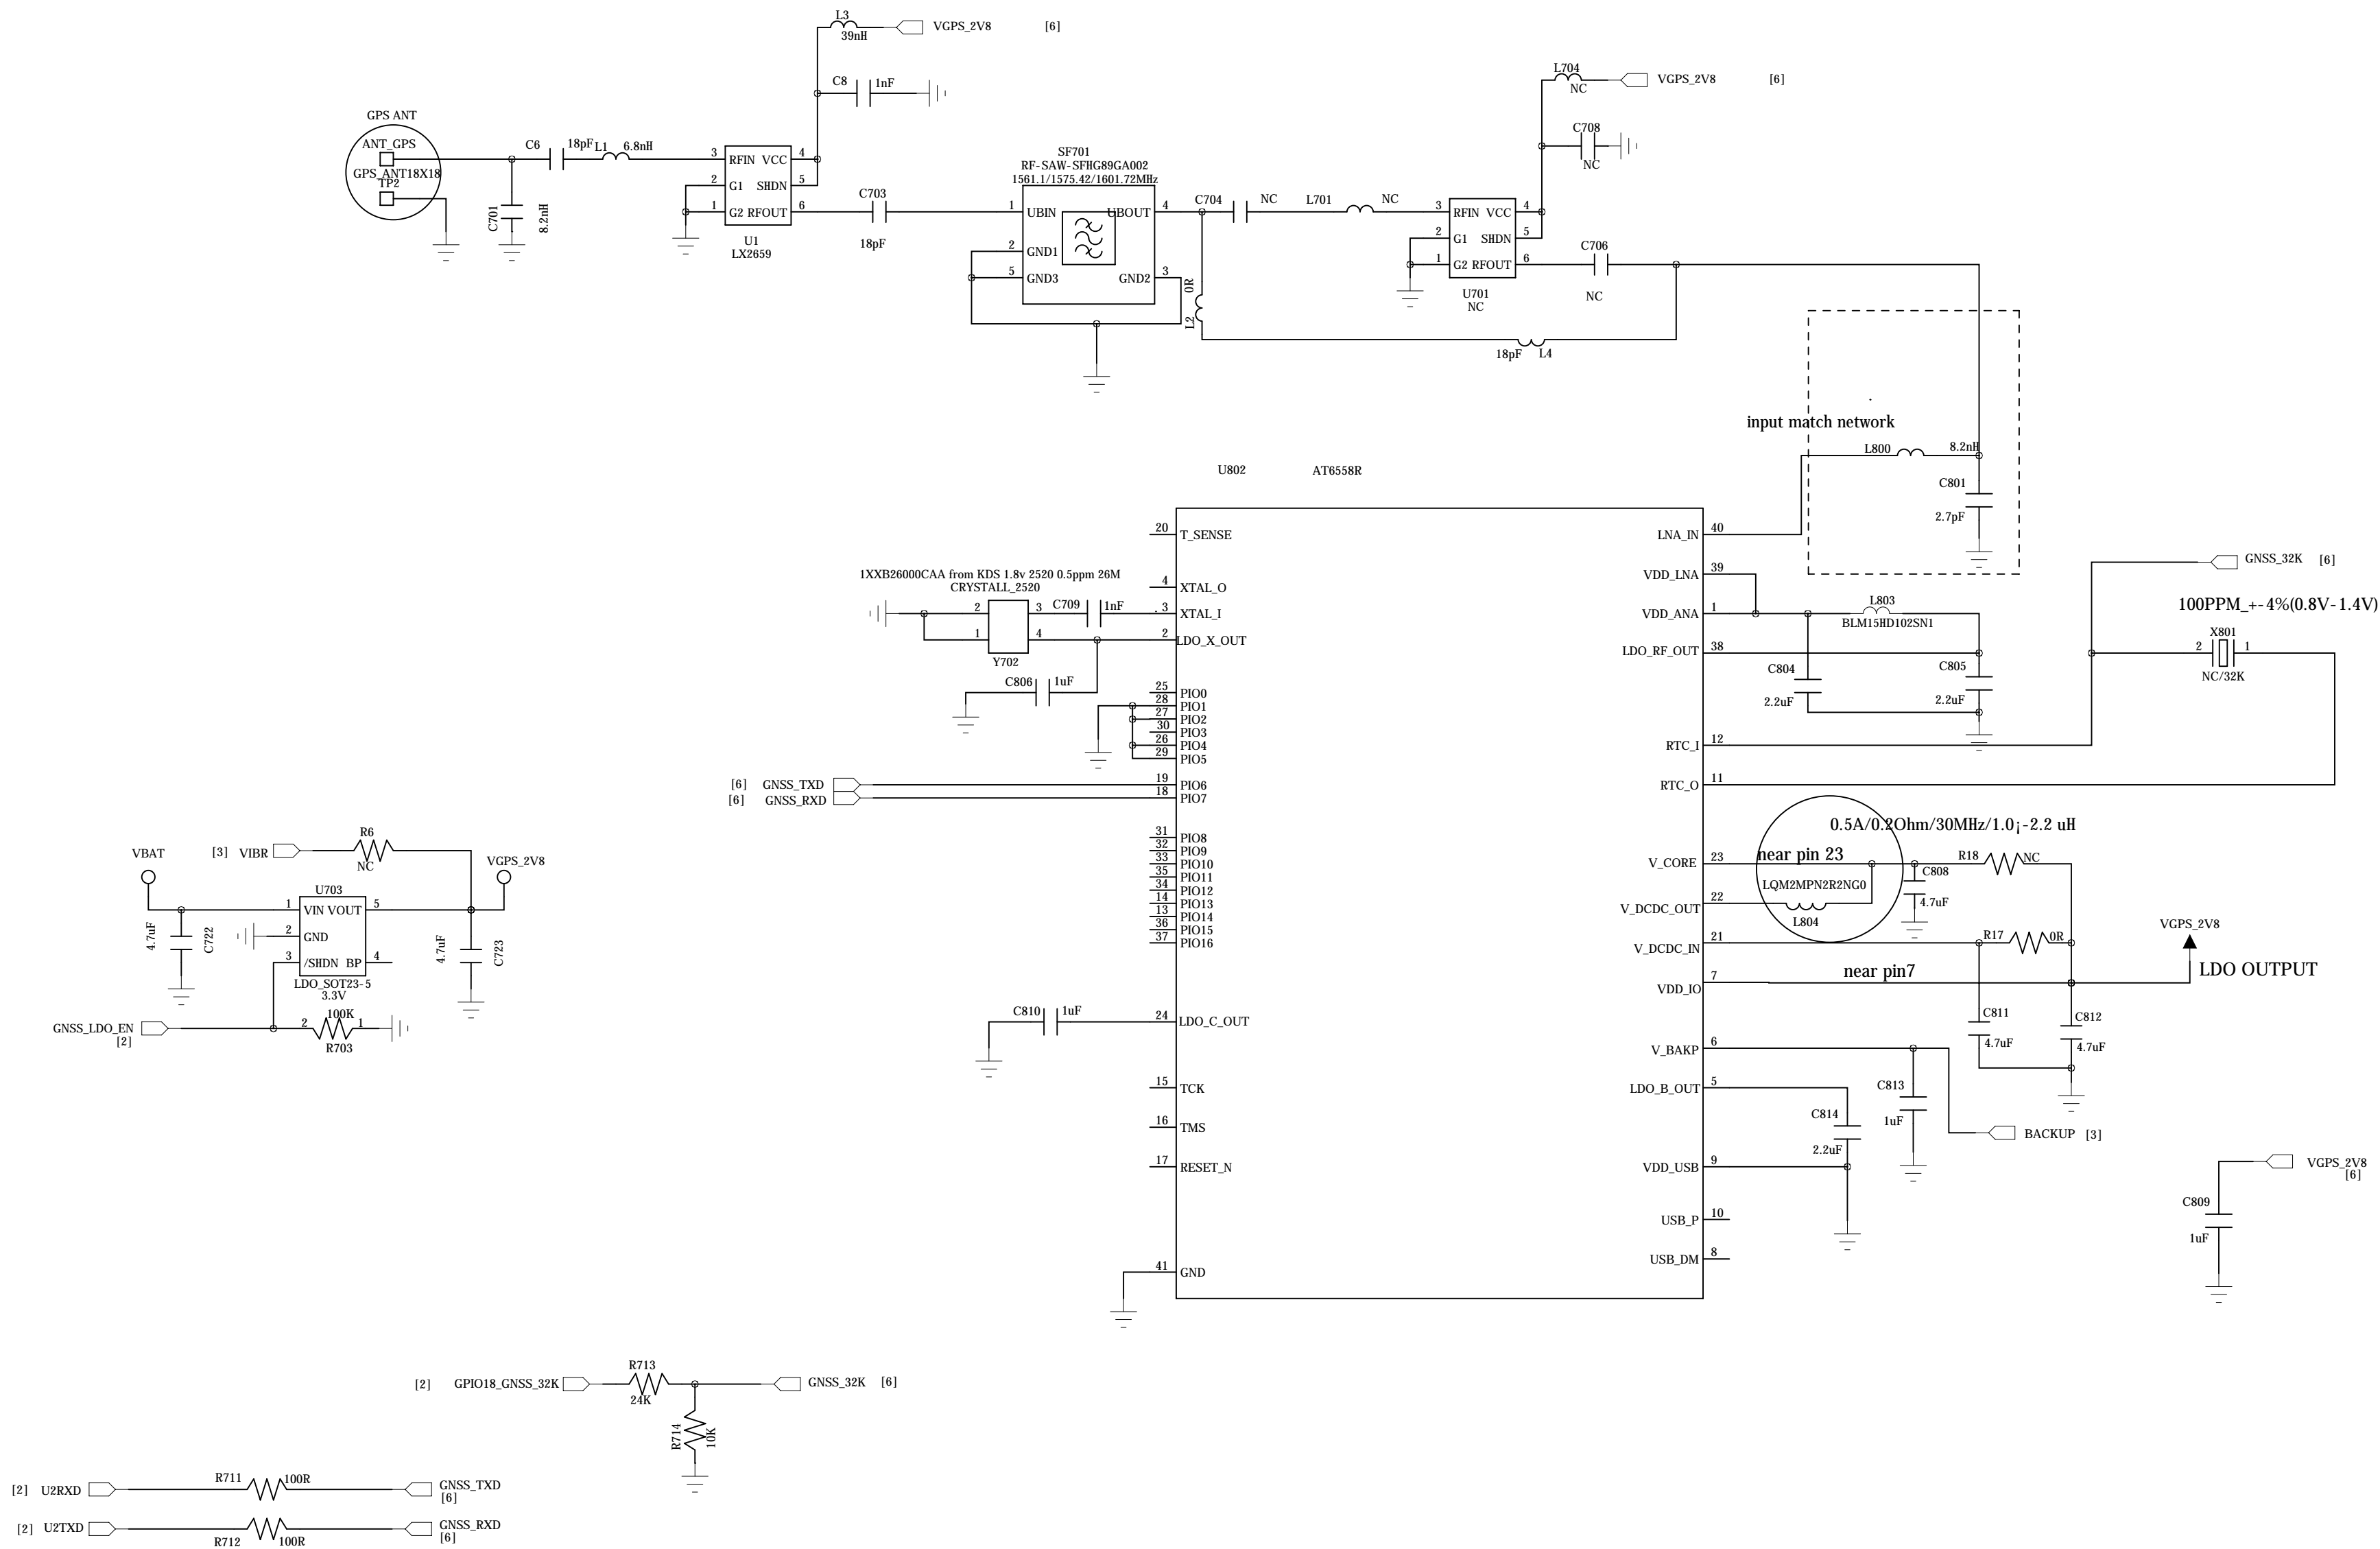 L3
39nH
VGPS_2V8 [6]
C8 1nF
GPS ANT
ANT_GPS
GPS_ANT18X18
TP2
C701
8.2nH
C6
18pF
L1 6.8nH
3 RFIN VCC 4
2 G1 SHDN 5
1 G2 RFOUT 6
U1
LX2659
C703
18pF
SF701
RF-SAW-SFHG89GA002
1561.1/1575.42/1601.72MHz
1 UBIN UBOUT 4
2 GND1
5 GND3 GND2 3
L2 0R
C704 NC
L701 NC
L704
NC
VGPS_2V8 [6]
C708
NC
3 RFIN VCC 4
2 G1 SHDN 5
1 G2 RFOUT 6
U701
NC
C706
NC
18pF L4
input match network
L800 8.2nH
C801
2.7pF
U802 AT6558R
20 T_SENSE
4 XTAL_O
.3 XTAL_I
2 LDO_X_OUT
25 PIO0
28 PIO1
27 PIO2
30 PIO3
26 PIO4
29 PIO5
19 PIO6
18 PIO7
31 PIO8
32 PIO9
33 PIO10
35 PIO11
34 PIO12
14 PIO13
13 PIO14
36 PIO15
37 PIO16
24 LDO_C_OUT
15 TCK
16 TMS
17 RESET_N
41 GND
LNA_IN 40
VDD_LNA 39
VDD_ANA 1
LDO_RF_OUT 38
RTC_I 12
RTC_O 11
V_CORE 23
V_DCDC_OUT 22
V_DCDC_IN 21
VDD_IO 7
V_BAKP 6
LDO_B_OUT 5
VDD_USB 9
USB_P 10
USB_DM 8
1XXB26000CAA from KDS 1.8v 2520 0.5ppm 26M
CRYSTALL_2520
2 3
1 4
Y702
C709 1nF
C806 1uF
[6] GNSS_TXD
[6] GNSS_RXD
C810 1uF
L803
BLM15HD102SN1
C804
2.2uF
C805
2.2uF
GNSS_32K [6]
100PPM_+-4%(0.8V-1.4V)
X801
2 1
NC/32K
0.5A/0.2Ohm/30MHz/1.0¡-2.2 uH
near pin 23
LQM2MPN2R2NG0
L804
C808
4.7uF
R18 NC
R17 0R
near pin7
VGPS_2V8
LDO OUTPUT
C811
4.7uF
C812
4.7uF
C813
1uF
C814
2.2uF
BACKUP [3]
VGPS_2V8
[6]
C809
1uF
VBAT
[3] VIBR
R6
NC
VGPS_2V8
U703
1 VIN VOUT 5
2 GND
3 /SHDN BP 4
LDO_SOT23-5
3.3V
4.7uF
C722
4.7uF
C723
GNSS_LDO_EN
[2]
100K
2 1
R703
[2] GPIO18_GNSS_32K
R713
24K
R714
10K
GNSS_32K [6]
[2] U2RXD
R711 100R
GNSS_TXD
[6]
[2] U2TXD
R712 100R
GNSS_RXD
[6]